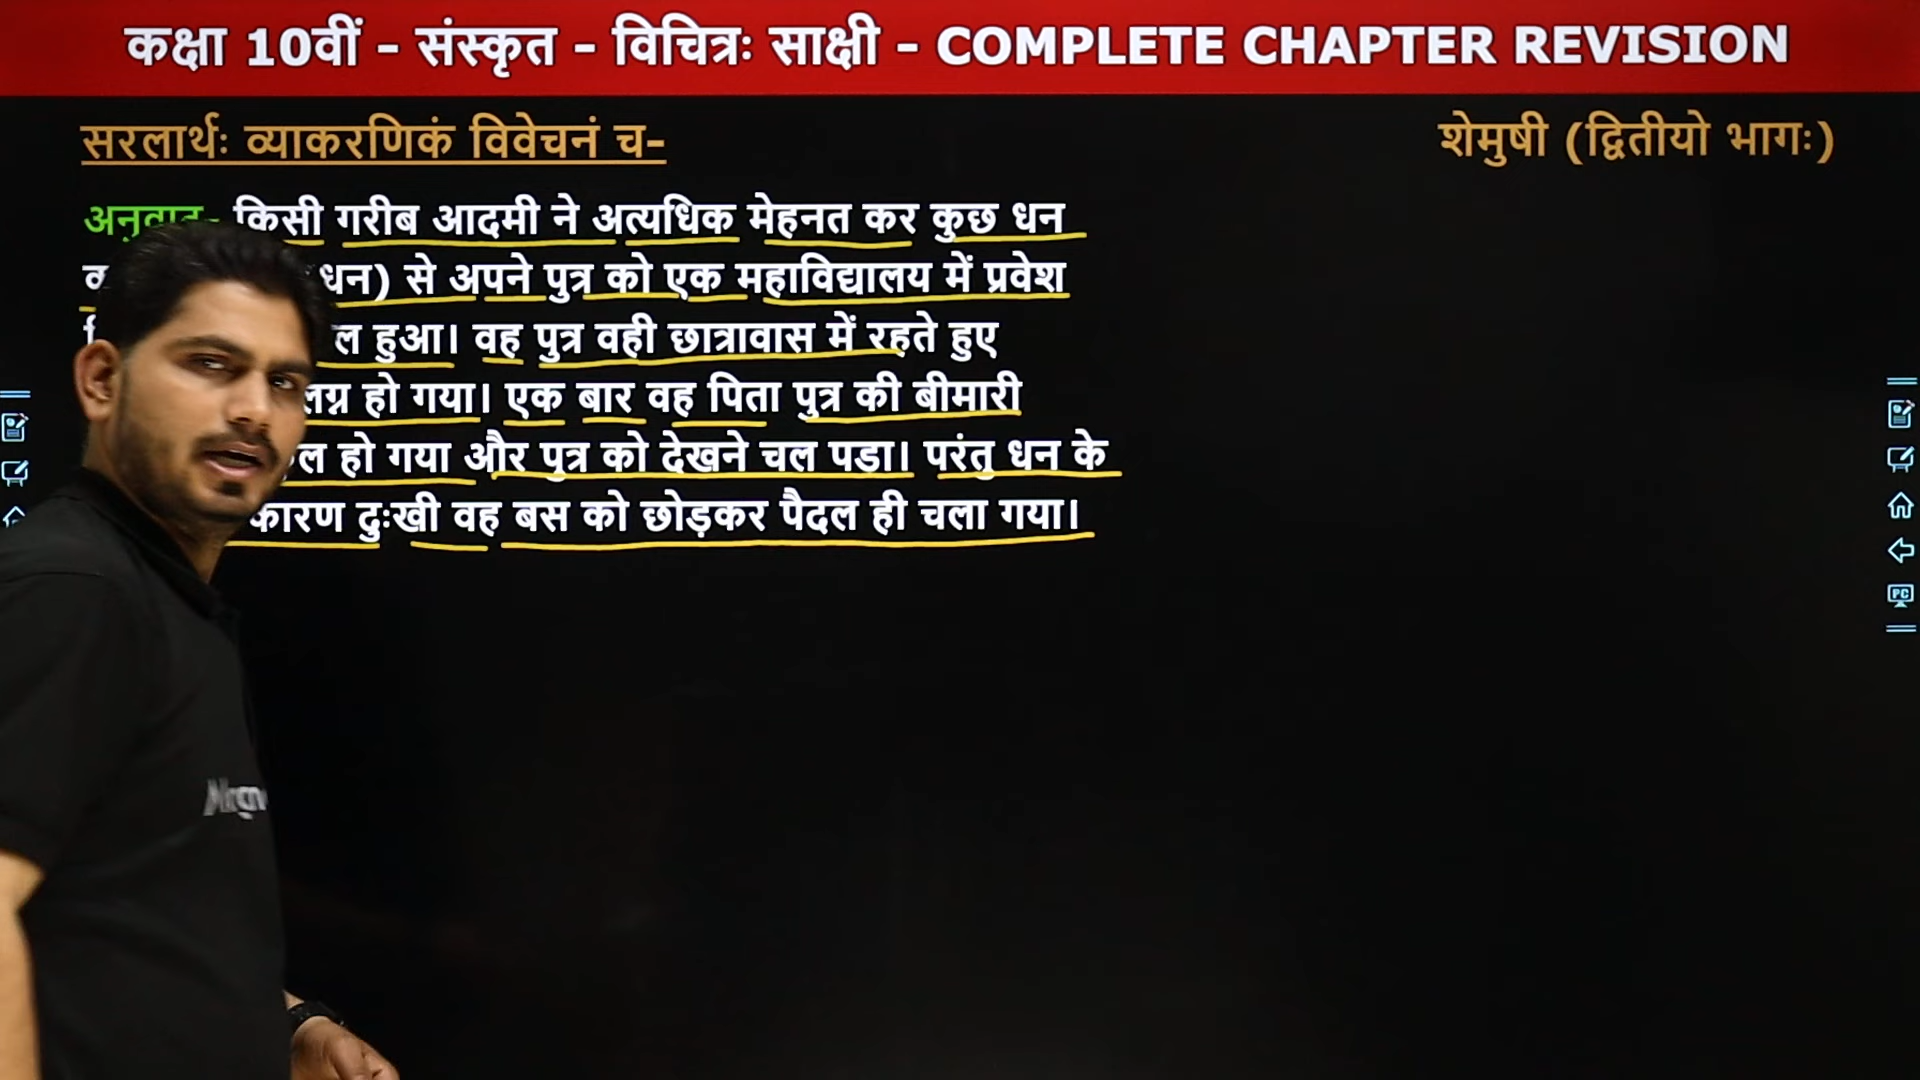 कक्षा 10वीं - संस्कृत - विचित्रः साक्षी - COMPLETE CHAPTER REVISION
सरलार्थः व्याकरणिकं विवेचनं च-
शेमुषी (द्वितीयो भागः)
अनुवाद- किसी गरीब आदमी ने अत्यधिक मेहनत कर कुछ धन
धन) से अपने पुत्र को एक महाविद्यालय में प्रवेश
हुआ। वह पुत्र वही छात्रावास में रहते हुए
हो गया। एक बार वह पिता पुत्र की बीमारी
हो गया और पुत्र को देखने चल पडा। परंतु धन के
कारण दुःखी वह बस को छोड़कर पैदल ही चला गया।
PC